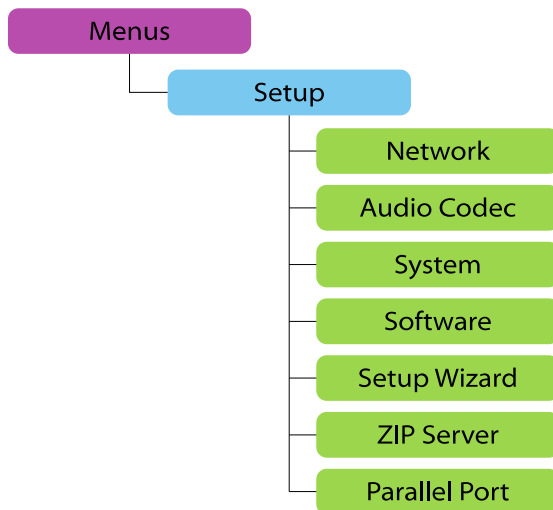 Menus
Setup
Network
Audio Codec
System
Software
Setup Wizard
ZIP Server
Parallel Port